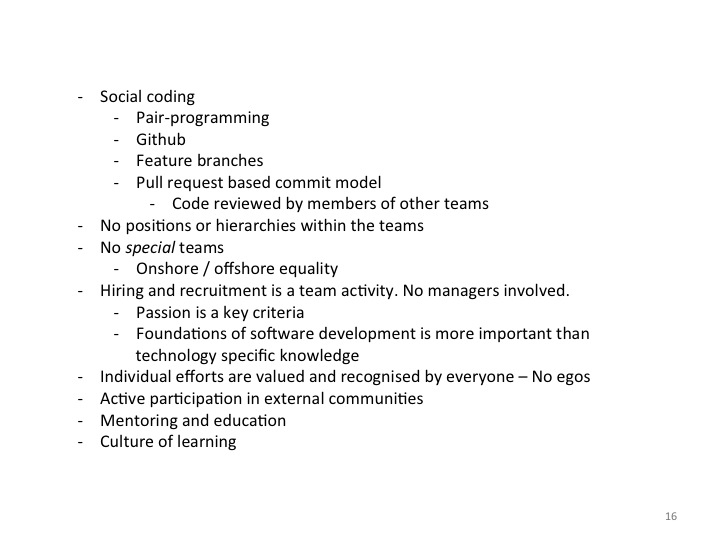 - Social coding
- Pair-programming
- Github
- Feature branches
- Pull request based commit model
- Code reviewed by members of other teams
- No positions or hierarchies within the teams
- No special teams
- Onshore / offshore equality
- Hiring and recruitment is a team activity. No managers involved.
- Passion is a key criteria
- Foundations of software development is more important than
technology specific knowledge
- Individual efforts are valued and recognised by everyone – No egos
- Active participation in external communities
- Mentoring and education
- Culture of learning
16